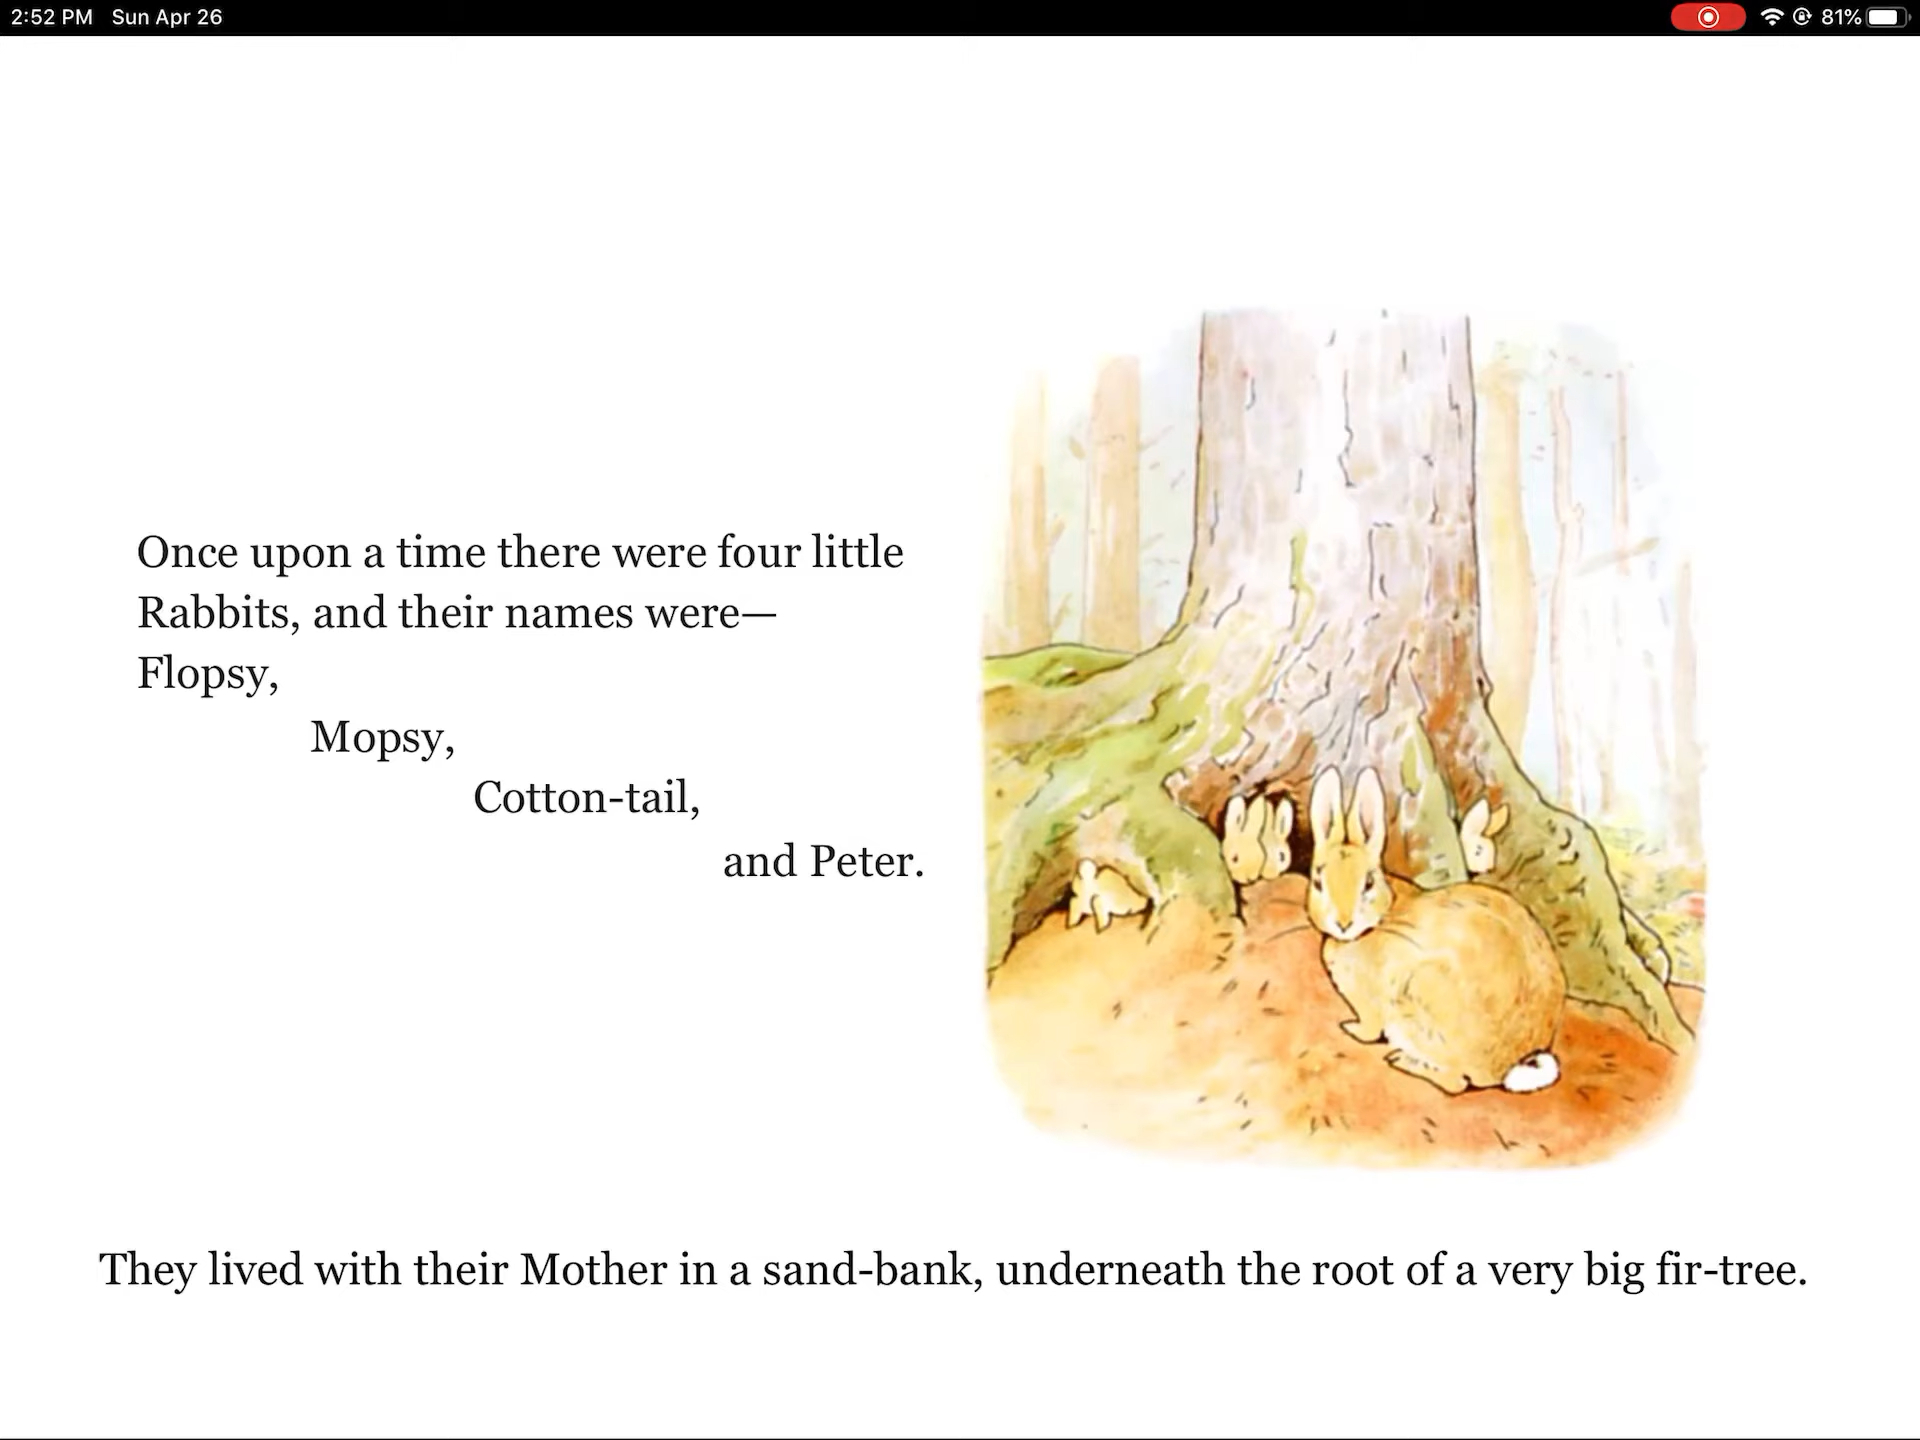 2:52 PM Sun Apr 26
81%
Once upon a time there were four little
Rabbits, and their names were—
Flopsy,
Mopsy,
Cotton-tail,
and Peter.
They lived with their Mother in a sand-bank, underneath the root of a very big fir-tree.